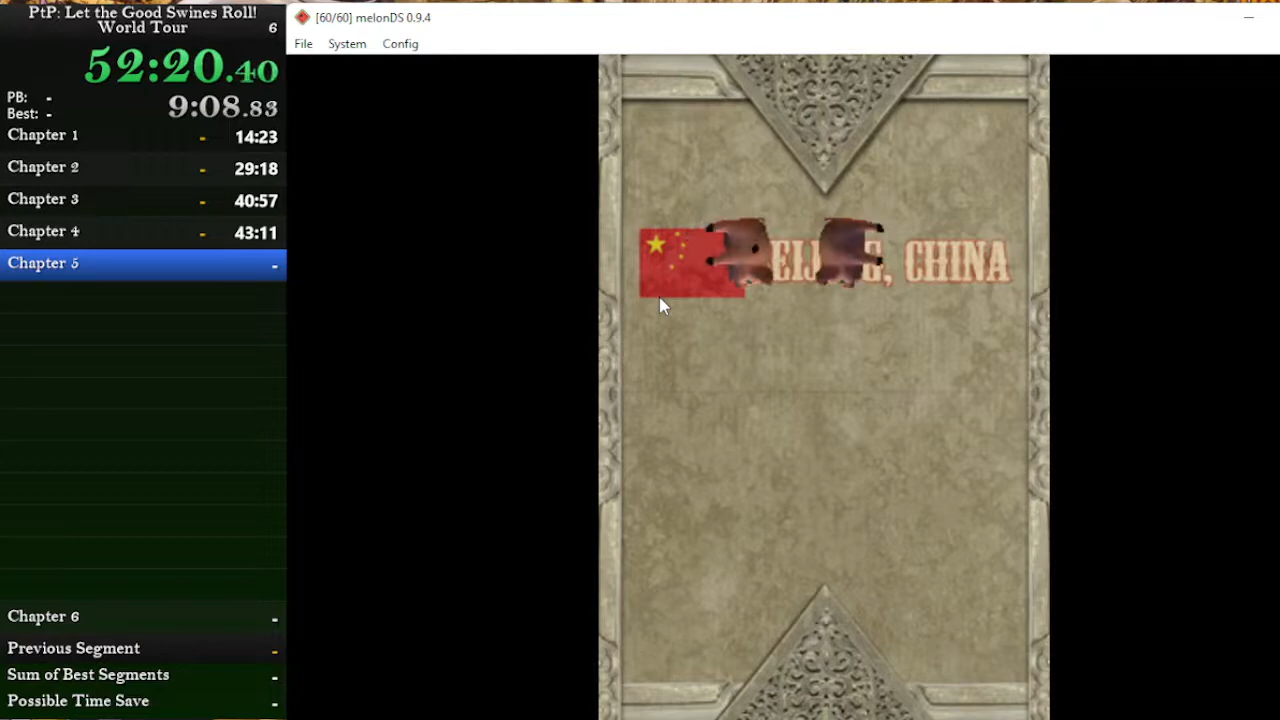 PtP: Let the Good Swines Roll!
World Tour 6
52:20.40
PB: -
Best: -
9:08.83
Chapter 1 - 14:23
Chapter 2 - 29:18
Chapter 3 - 40:57
Chapter 4 - 43:11
Chapter 5 -
Chapter 6 -
Previous Segment -
Sum of Best Segments -
Possible Time Save -
[60/60] melonDS 0.9.4
File System Config
CHINA